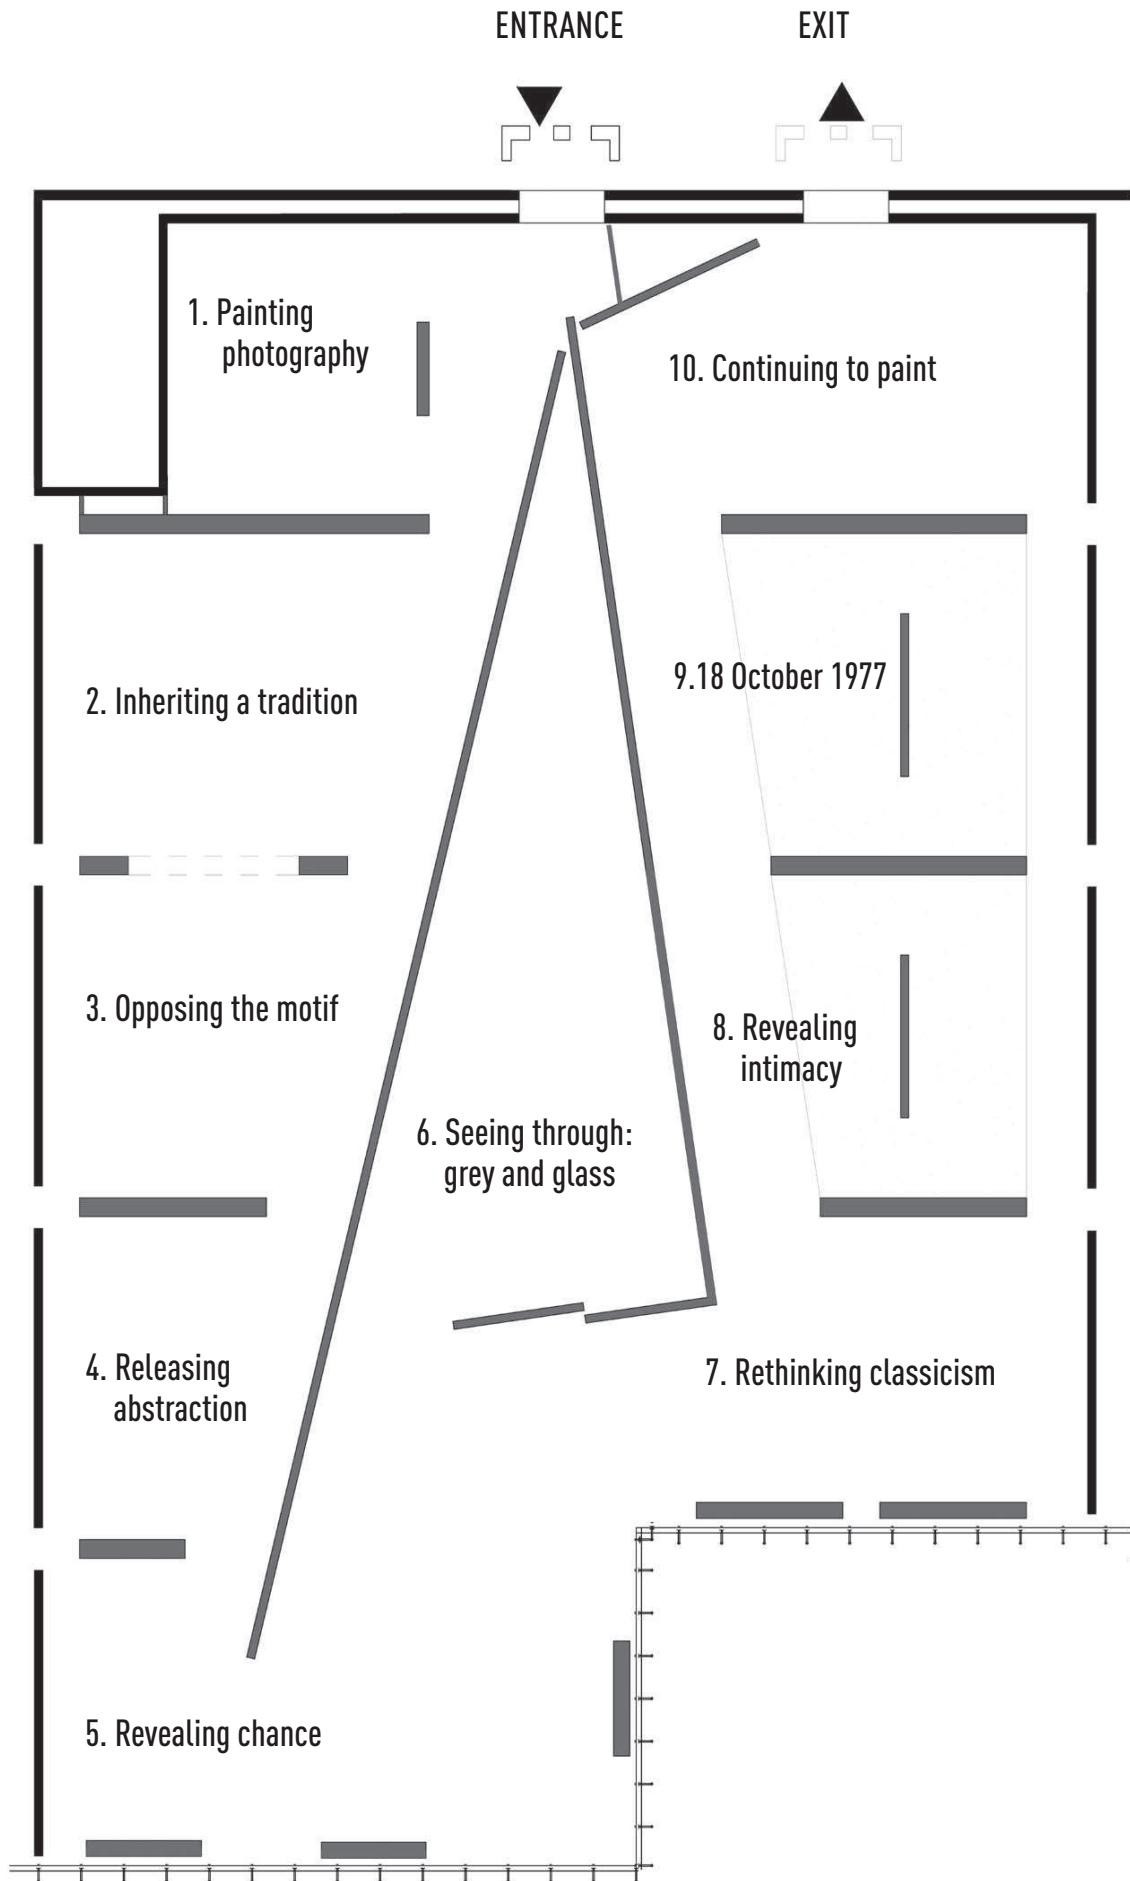 ENTRANCE
EXIT
1. Painting
photography
10. Continuing to paint
2. Inheriting a tradition
9.18 October 1977
3. Opposing the motif
8. Revealing
intimacy
6. Seeing through:
grey and glass
4. Releasing
abstraction
7. Rethinking classicism
5. Revealing chance